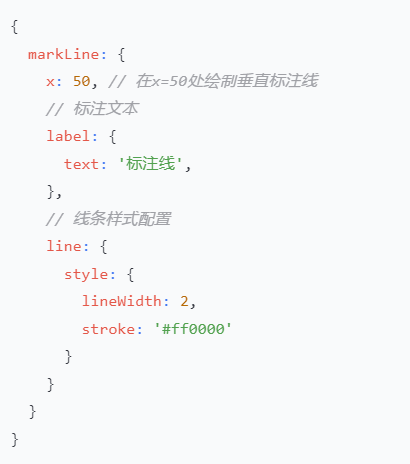 {
  markLine: {
    x: 50, // 在x=50处绘制垂直标注线
    // 标注文本
    label: {
      text: '标注线',
    },
    // 线条样式配置
    line: {
      style: {
        lineWidth: 2,
        stroke: '#ff0000'
      }
    }
  }
}